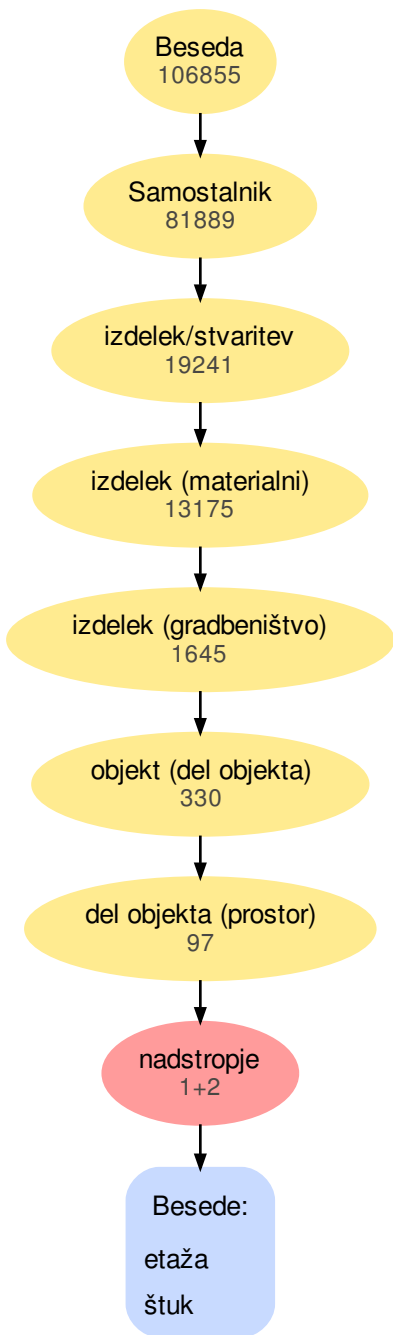 Beseda
106855
Samostalnik
81889
izdelek/stvaritev
19241
izdelek (materialni)
13175
izdelek (gradbeništvo)
1645
objekt (del objekta)
330
del objekta (prostor)
97
nadstropje
1+2
Besede:
etaža
štuk